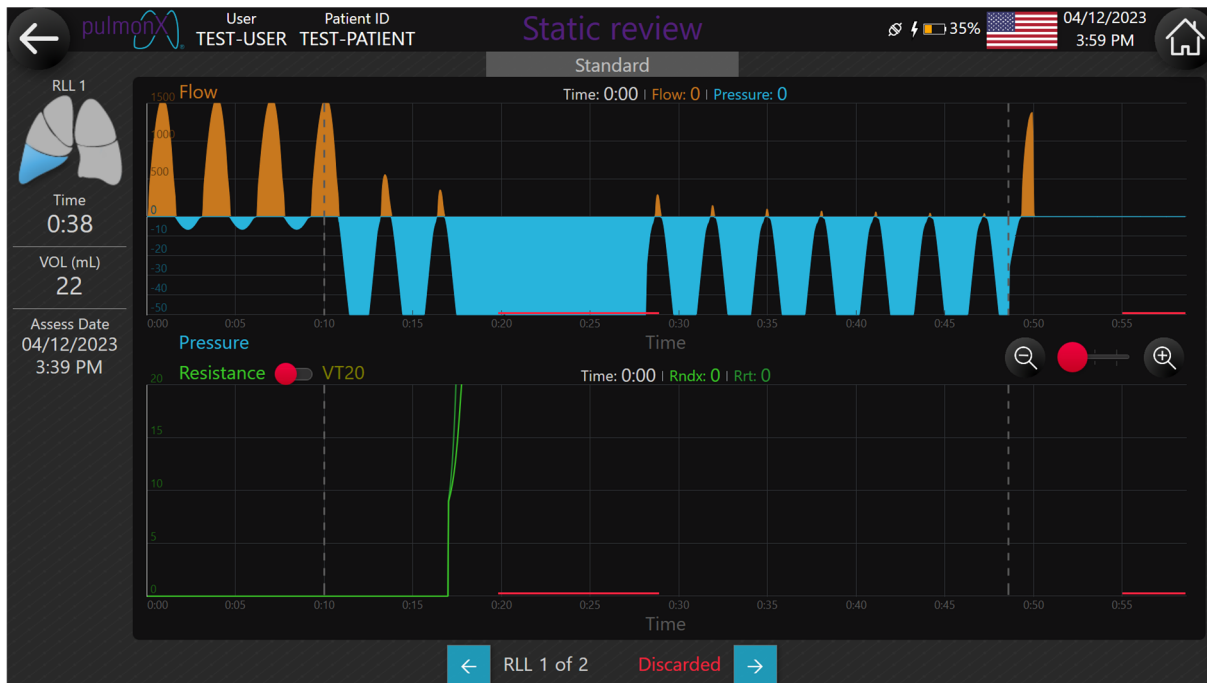 pulmonX
User
TEST-USER
Patient ID
TEST-PATIENT
Static review
35%
04/12/2023
3:59 PM
Standard
RLL 1
Time
0:38
VOL (mL)
22
Assess Date
04/12/2023
3:39 PM
Flow
Time: 0:00 | Flow: 0 | Pressure: 0
1500
1000
500
0
-10
-20
-30
-40
-50
0:00 0:05 0:10 0:15 0:20 0:25 0:30 0:35 0:40 0:45 0:50 0:55
Pressure
Time
Resistance VT20
Time: 0:00 | Rndx: 0 | Rrt: 0
20
15
10
5
0
0:00 0:05 0:10 0:15 0:20 0:25 0:30 0:35 0:40 0:45 0:50 0:55
Time
RLL 1 of 2 Discarded